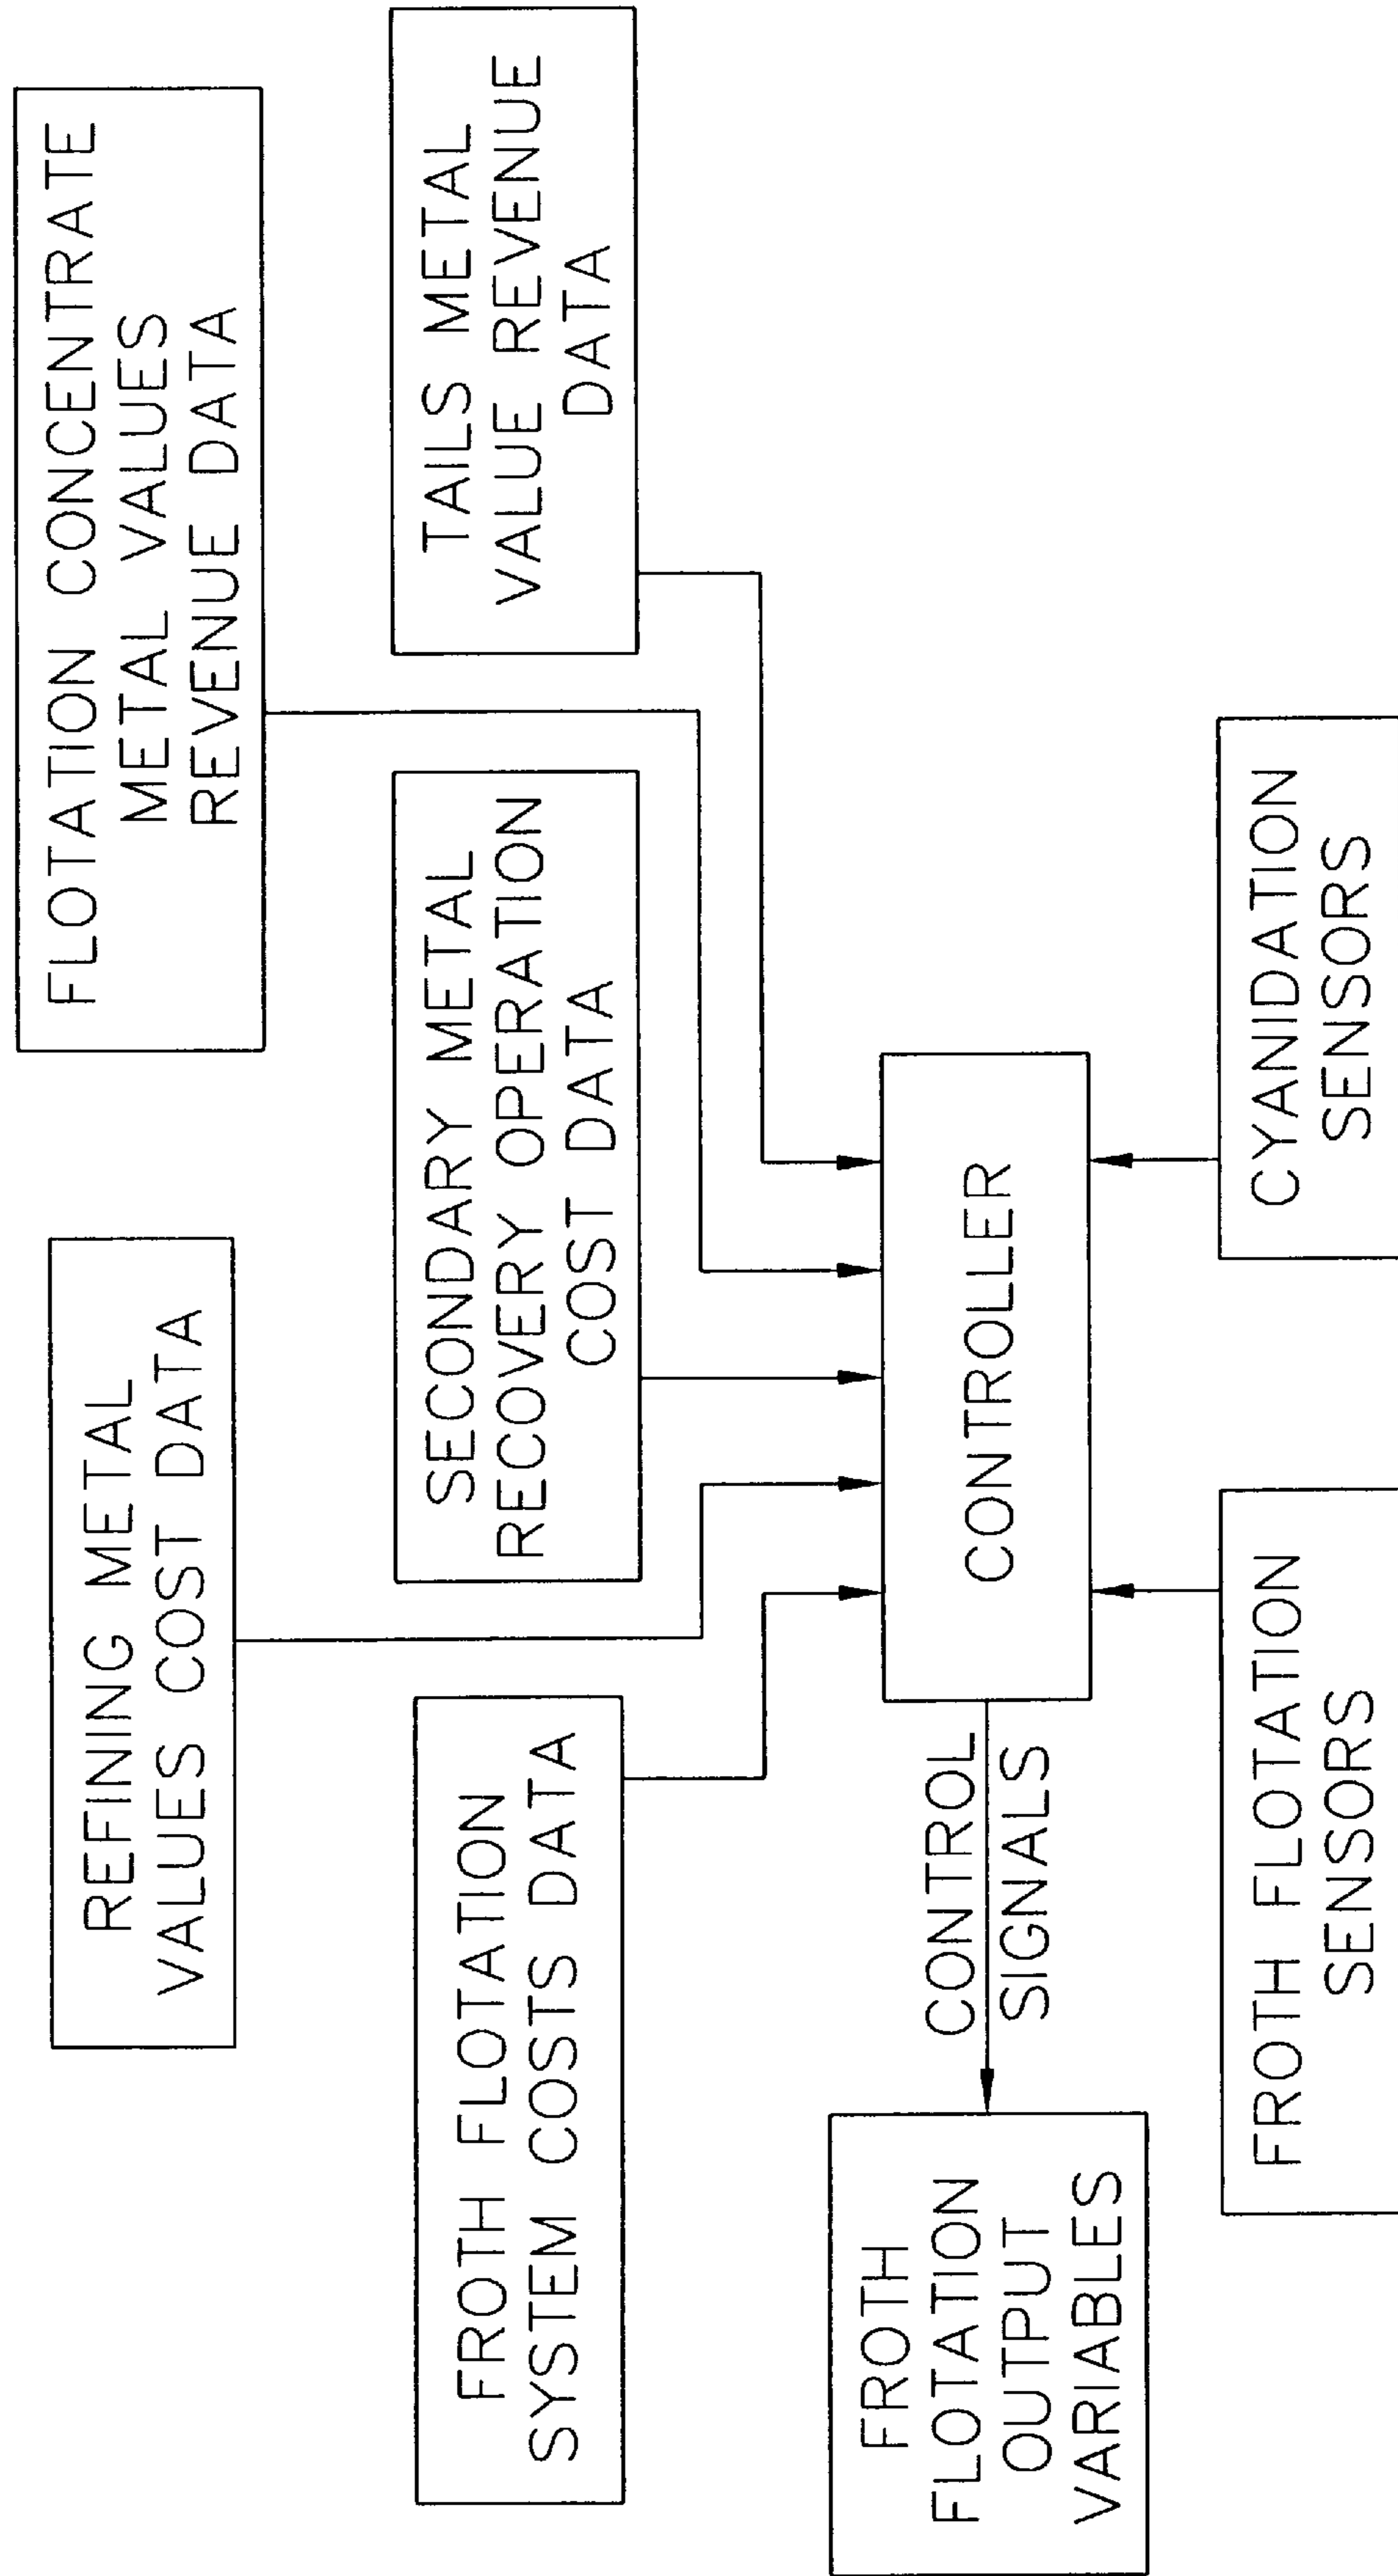 REFINING METAL
VALUES COST DATA
FLOTATION CONCENTRATE
METAL VALUES
REVENUE DATA
FROTH FLOTATION
SYSTEM COSTS DATA
SECONDARY METAL
RECOVERY OPERATION
COST DATA
TAILS METAL
VALUE REVENUE
DATA
FROTH
FLOTATION
OUTPUT
VARIABLES
CONTROL
SIGNALS
CONTROLLER
FROTH FLOTATION
SENSORS
CYANIDATION
SENSORS